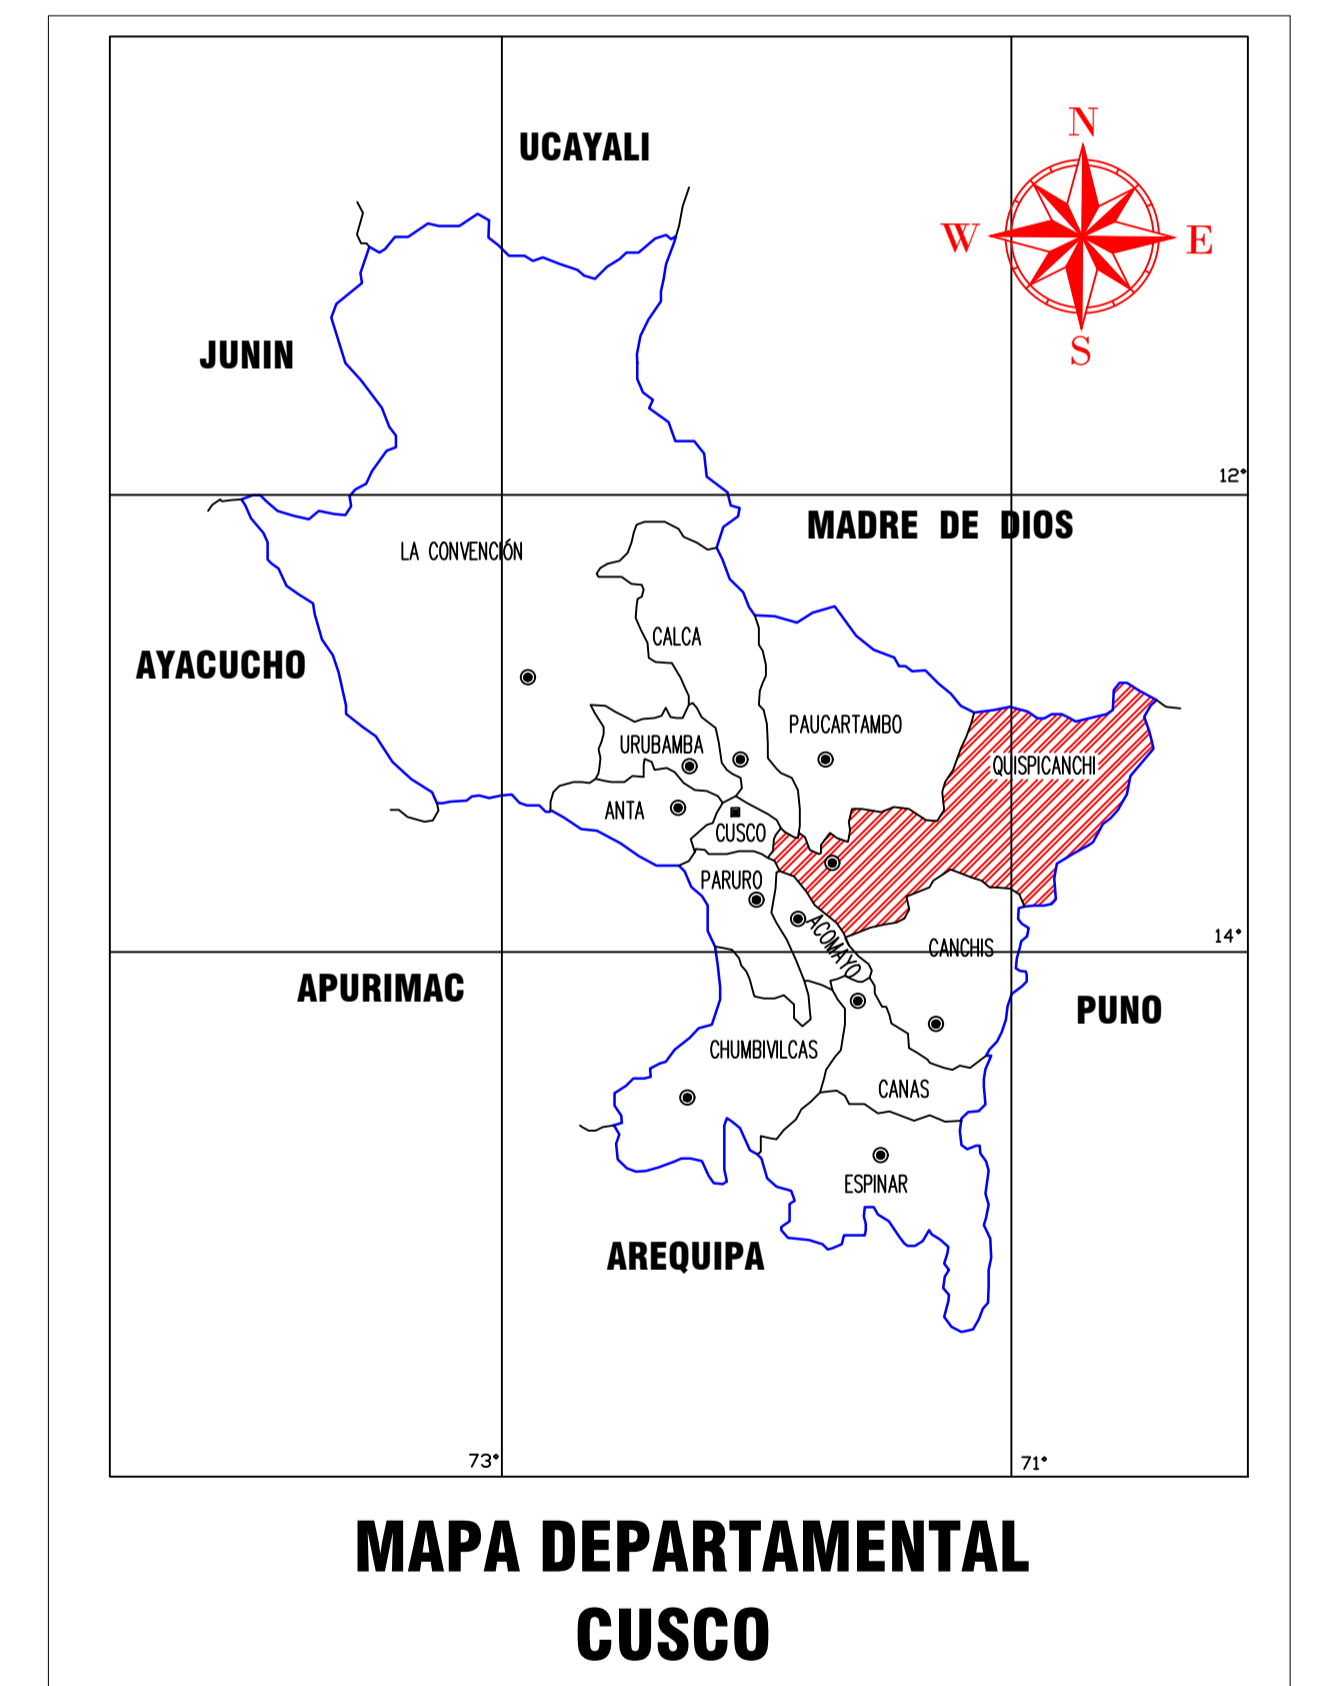 N
UCAYALI
W
E
S
JUNIN
12°
MADRE DE DIOS
LA CONVENCIÓN
CALCA
AYACUCHO
PAUCARTAMBO
URUBAMBA
QUISPICANCHI
ANTA
CUSCO
PARURO
ACOMAYO
CANCHIS
14°
APURIMAC
PUNO
CHUMBIVILCAS
CANAS
ESPINAR
AREQUIPA
73°
71°
MAPA DEPARTAMENTAL
CUSCO